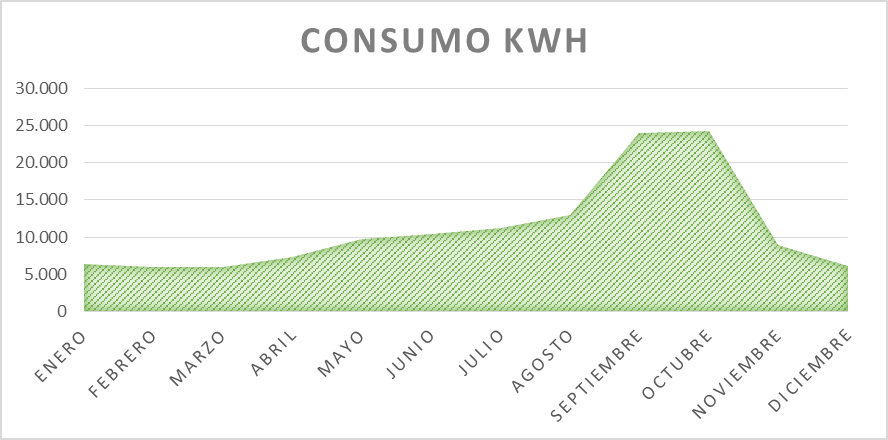 CONSUMO KWH
30.000
25.000
20.000
15.000
10.000
5.000
0
ENERO
FEBRERO
MARZO
ABRIL
MAYO
JUNIO
JULIO
AGOSTO
SEPTIEMBRE
OCTUBRE
NOVIEMBRE
DICIEMBRE